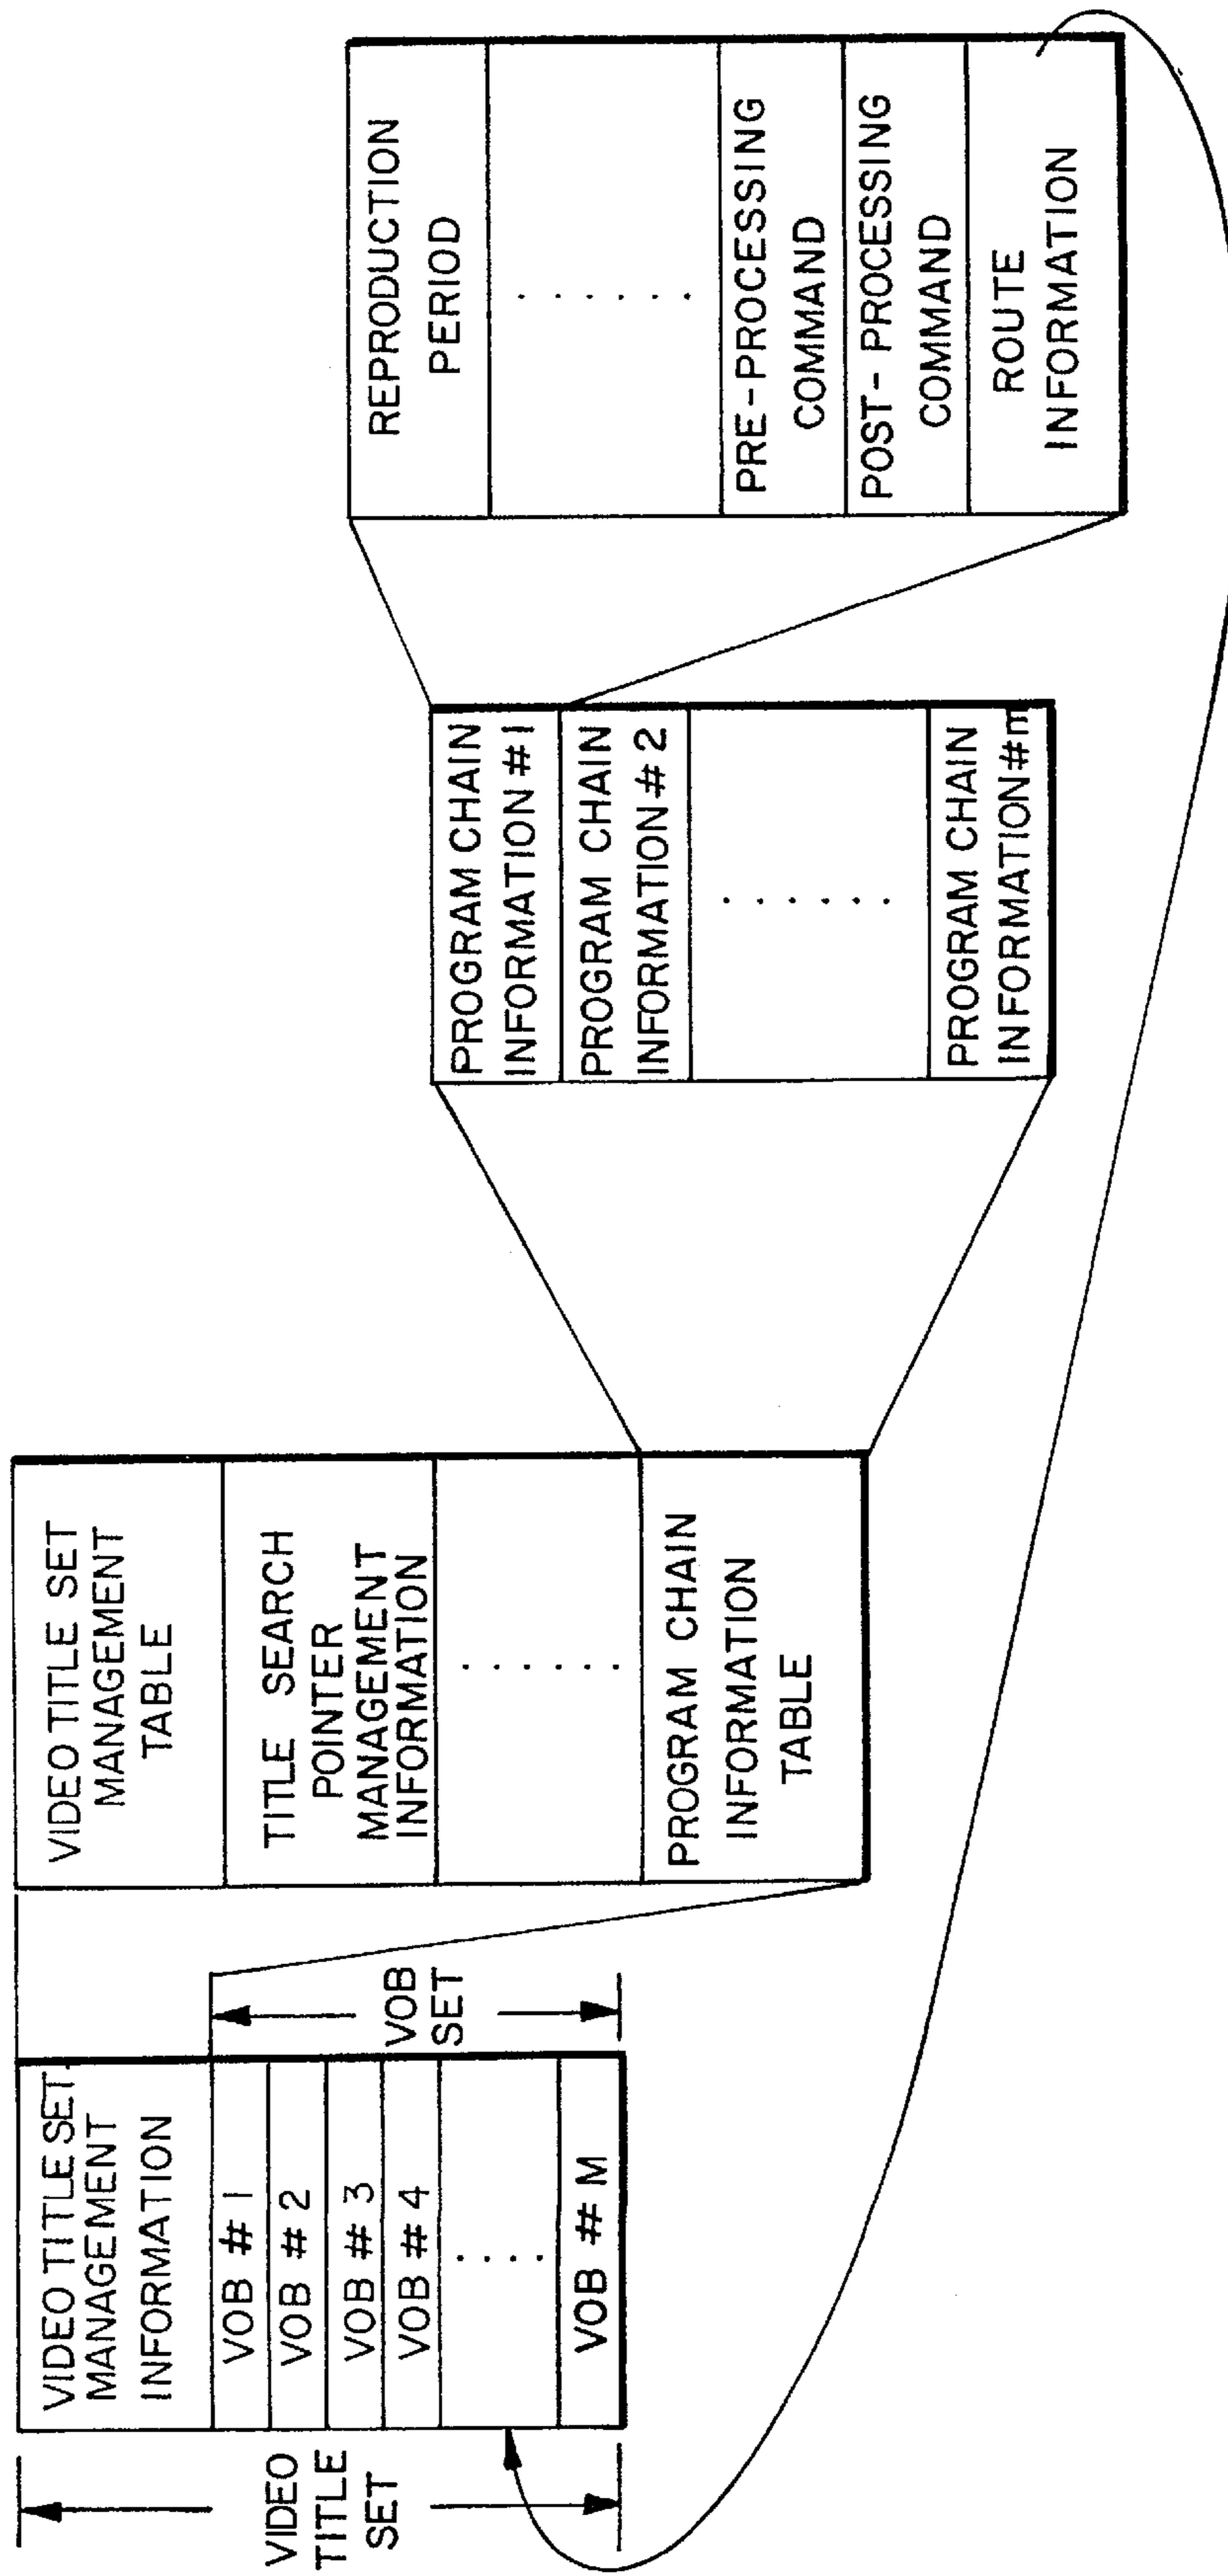 VIDEO
TITLE
SET
VIDEO TITLE SET
MANAGEMENT
INFORMATION
VOB # 1
VOB # 2
VOB # 3
VOB # 4
.....
VOB # M
VOB
SET
VIDEO TITLE SET
MANAGEMENT
TABLE
TITLE SEARCH
POINTER
MANAGEMENT
INFORMATION
......
PROGRAM CHAIN
INFORMATION
TABLE
PROGRAM CHAIN
INFORMATION # 1
PROGRAM CHAIN
INFORMATION # 2
......
PROGRAM CHAIN
INFORMATION#m
REPRODUCTION
PERIOD
......
PRE-PROCESSING
COMMAND
POST-PROCESSING
COMMAND
ROUTE
INFORMATION